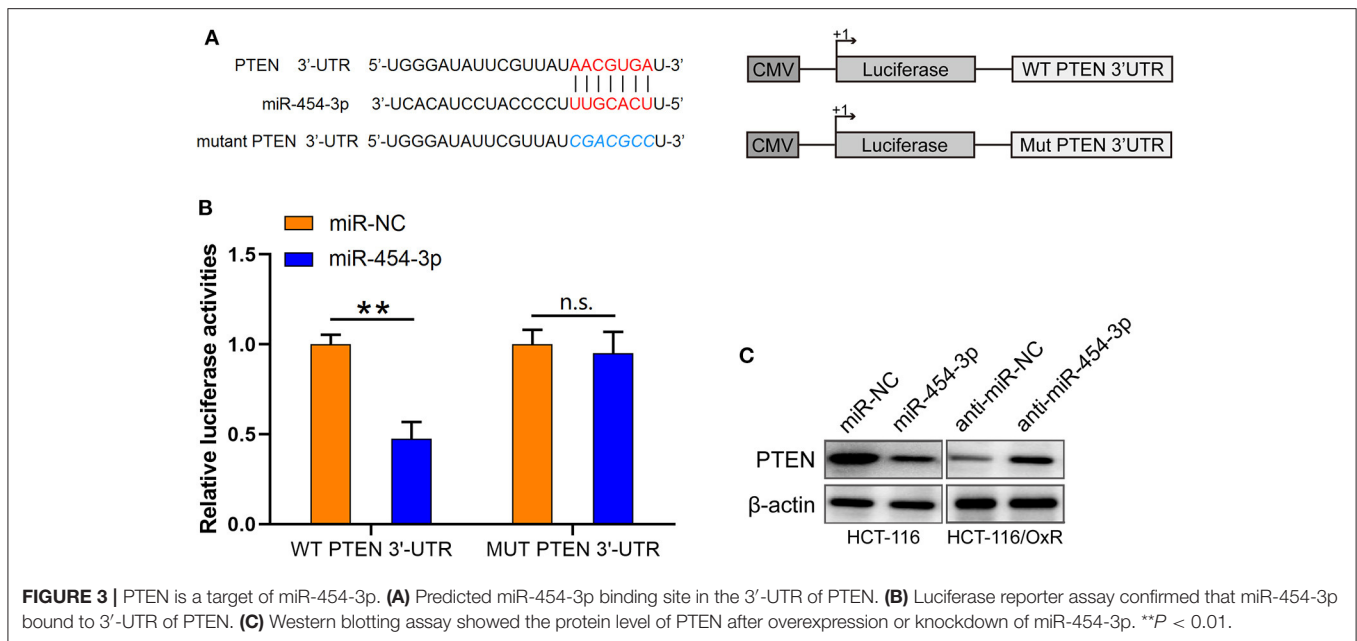 A
PTEN 3'-UTR 5'-UGGGAUAUUCGUUAUAACGUGAU-3'
miR-454-3p 3'-UCACAUCCUACCCCUUUGCACUU-5'
mutant PTEN 3'-UTR 5'-UGGGAUAUUCGUUAUCGACGCCU-3'
+1
CMV Luciferase WT PTEN 3'UTR
+1
CMV Luciferase Mut PTEN 3'UTR
B
miR-NC
miR-454-3p
Relative luciferase activities
1.5
1.0
0.5
0.0
**
n.s.
WT PTEN 3'-UTR MUT PTEN 3'-UTR
C
miR-NC miR-454-3p anti-miR-NC anti-miR-454-3p
PTEN
β-actin
HCT-116 HCT-116/OxR
FIGURE 3 | PTEN is a target of miR-454-3p. (A) Predicted miR-454-3p binding site in the 3′-UTR of PTEN. (B) Luciferase reporter assay confirmed that miR-454-3p
bound to 3′-UTR of PTEN. (C) Western blotting assay showed the protein level of PTEN after overexpression or knockdown of miR-454-3p. **P < 0.01.